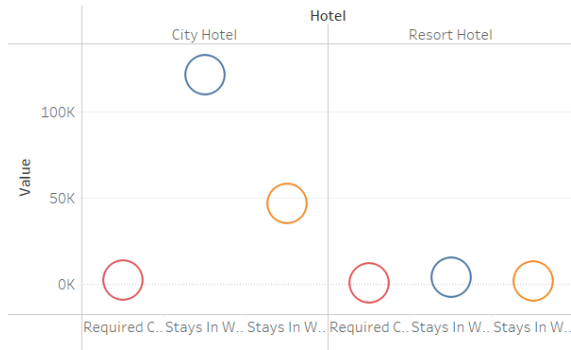 Hotel
City Hotel Resort Hotel
100K
50K
0K
Value
Required C.. Stays In W.. Stays In W.. Required C.. Stays In W.. Stays In W..